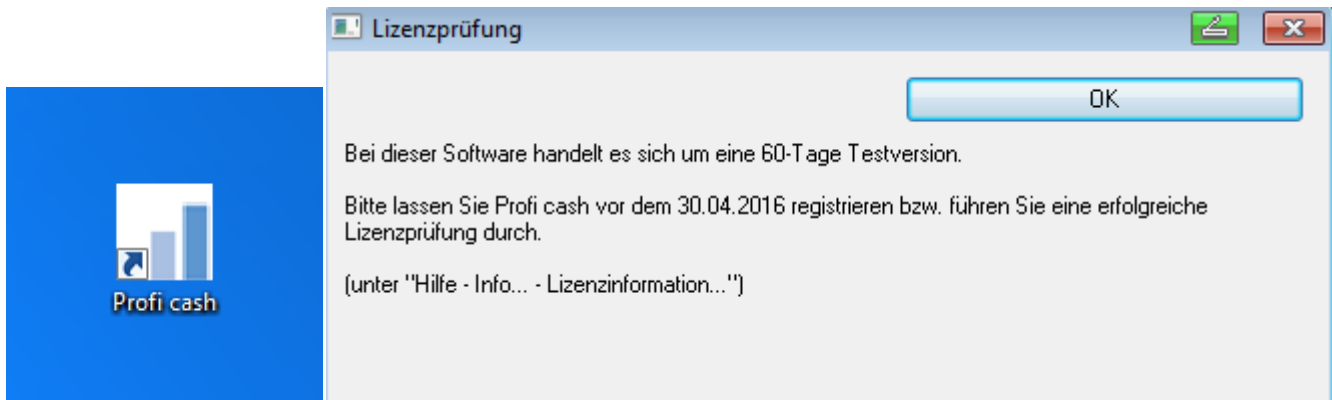 Lizenzprüfung
OK
Bei dieser Software handelt es sich um eine 60-Tage Testversion.
Bitte lassen Sie Profi cash vor dem 30.04.2016 registrieren bzw. führen Sie eine erfolgreiche
Lizenzprüfung durch.
(unter "Hilfe - Info... - Lizenzinformation...")
Profi cash